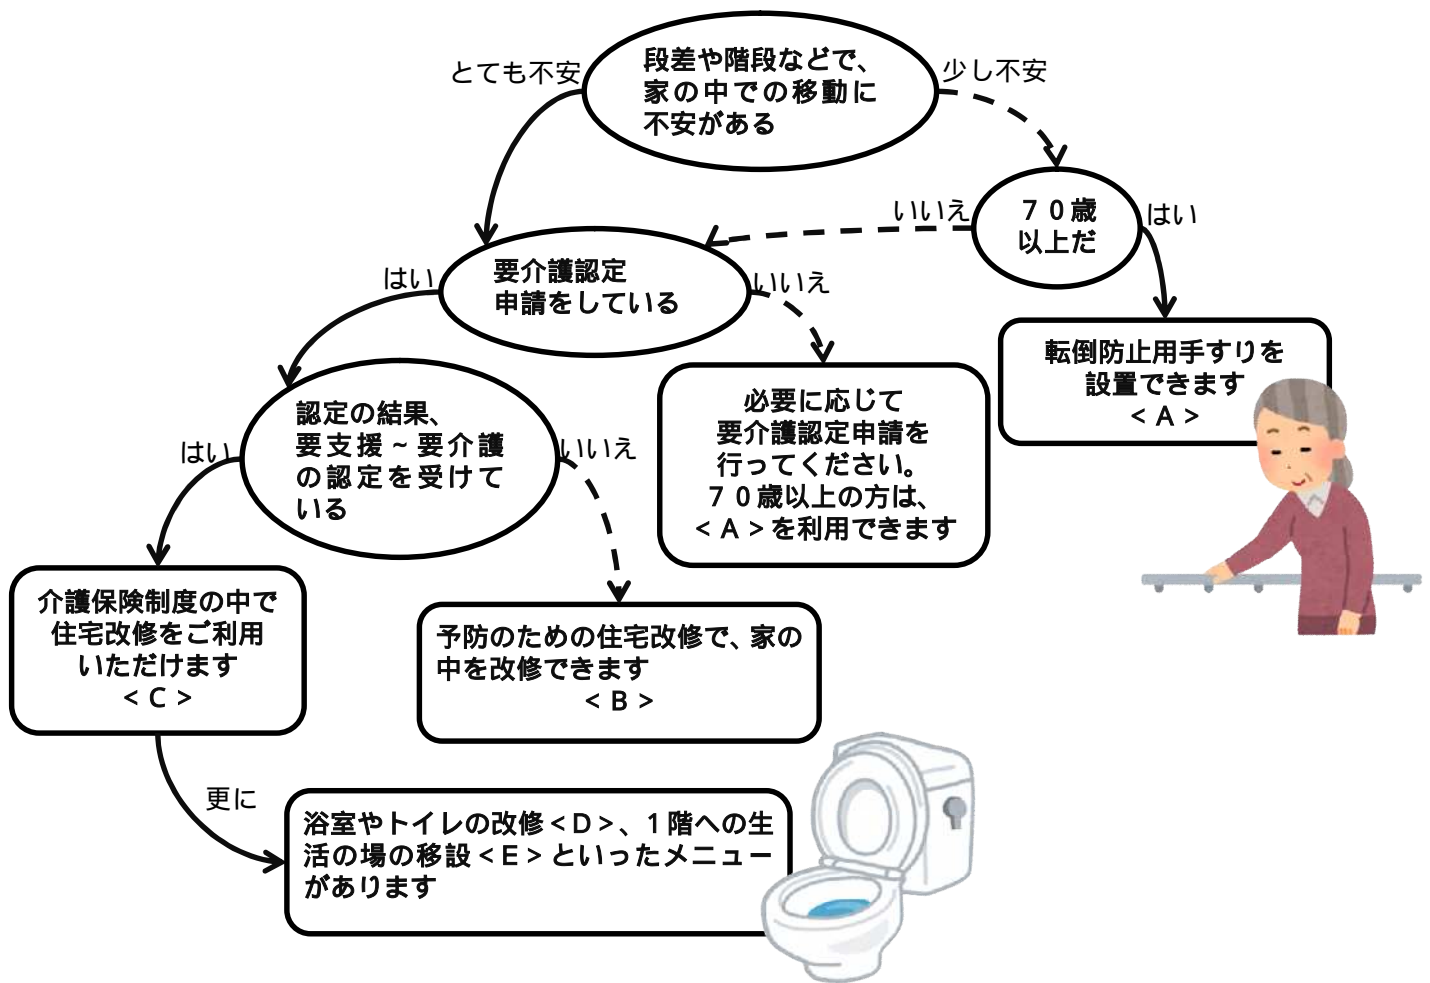 段差や階段などで、
家の中での移動に
不安がある
とても不安
少し不安
７０歳
以上だ
いいえ
はい
要介護認定
申請をしている
はい
いいえ
転倒防止用手すりを
設置できます
＜Ａ＞
必要に応じて
要介護認定申請を
行ってください。
７０歳以上の方は、
＜Ａ＞を利用できます
認定の結果、
要支援～要介護
の認定を受けて
いる
はい
いいえ
介護保険制度の中で
住宅改修をご利用
いただけます
＜Ｃ＞
予防のための住宅改修で、家の
中を改修できます
＜Ｂ＞
更に
浴室やトイレの改修＜Ｄ＞、１階への生
活の場の移設＜Ｅ＞といったメニュー
があります